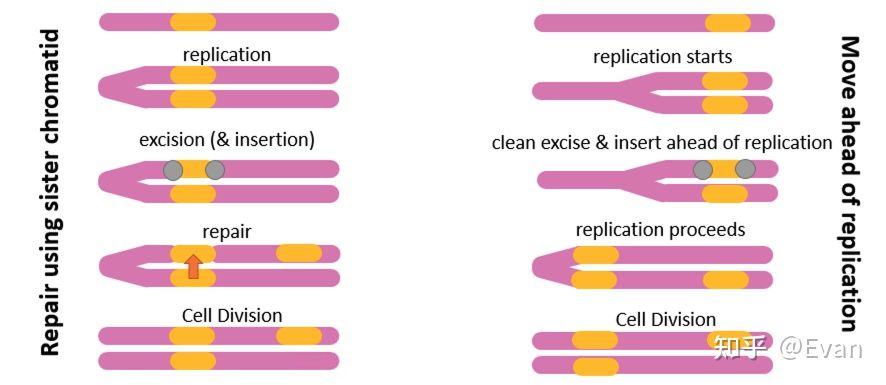 Repair using sister chromatid
replication
excision (& insertion)
repair
Cell Division
replication starts
clean excise & insert ahead of replication
replication proceeds
Cell Division
Move ahead of replication
知乎 @Evan